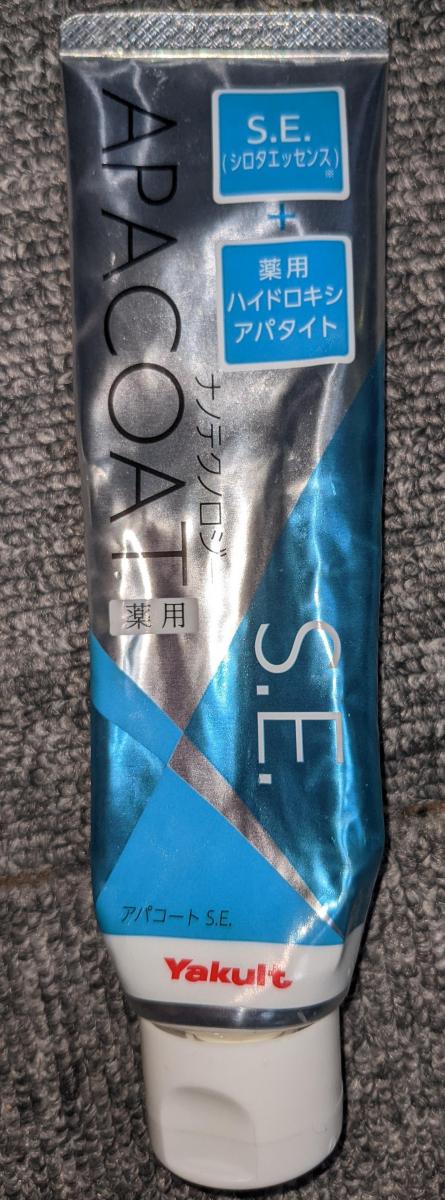 S.E.
(シロタエッセンス)
※
+
薬用
ハイドロキシ
アパタイト
APACOAT
ナノテクノロジー
薬用
S.E.
アパコート S.E.
Yakult